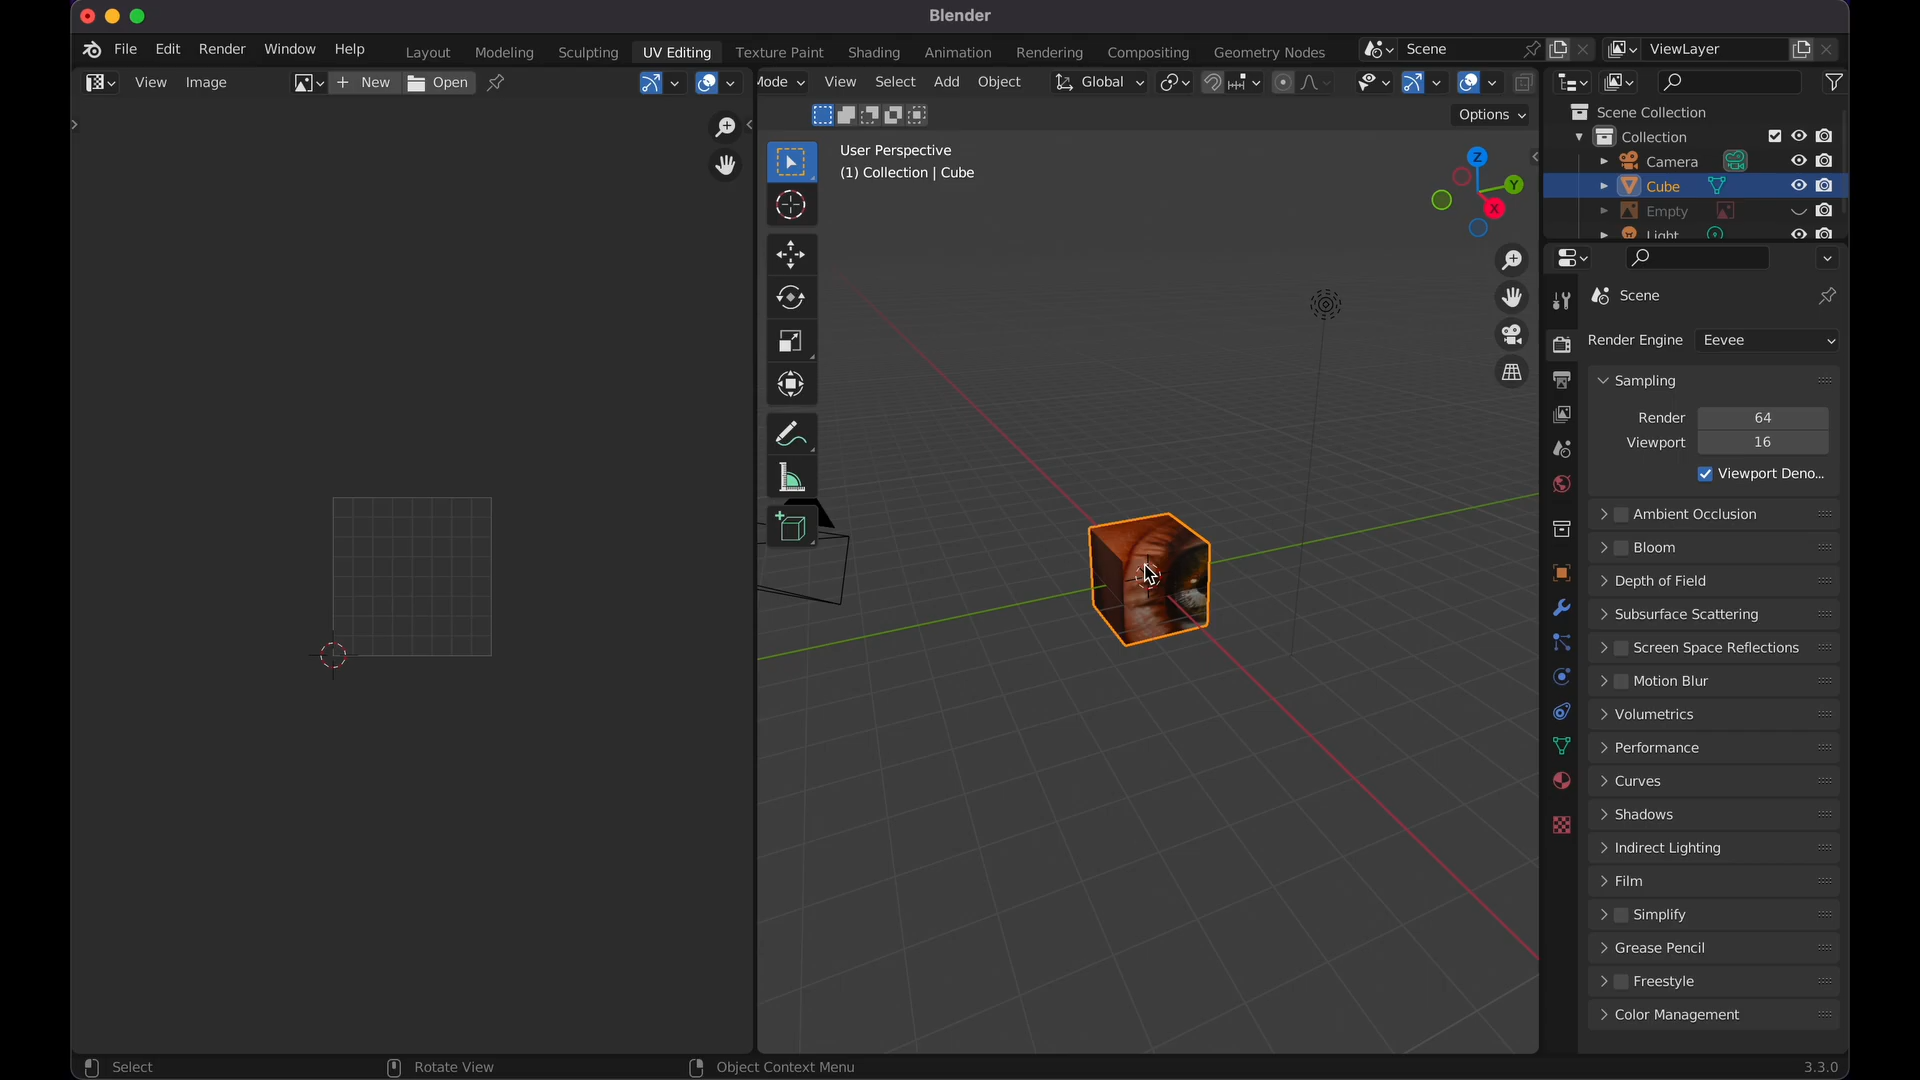 Blender
File Edit Render Window Help Layout Modeling Sculpting UV Editing Texture Paint Shading Animation Rendering Compositing Geometry Nodes Scene ViewLayer
View Image New Open
Mode View Select Add Object Global
Options
User Perspective
(1) Collection | Cube
Z
Y
X
Scene Collection
Collection
Camera
Cube
Empty
Light
Scene
Render Engine Eevee
Sampling
Render 64
Viewport 16
Viewport Deno...
Ambient Occlusion
Bloom
Depth of Field
Subsurface Scattering
Screen Space Reflections
Motion Blur
Volumetrics
Performance
Curves
Shadows
Indirect Lighting
Film
Simplify
Grease Pencil
Freestyle
Color Management
Select Rotate View Object Context Menu 3.3.0